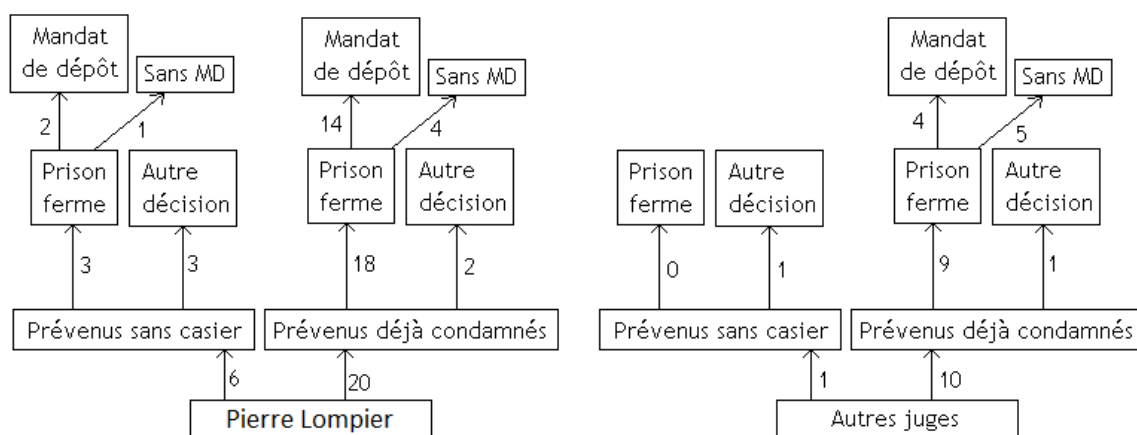 Mandat
de dépôt
Sans MD
Mandat
de dépôt
Sans MD
Mandat
de dépôt
Sans MD
2
1
14
4
4
5
Prison
ferme
Autre
décision
Prison
ferme
Autre
décision
Prison
ferme
Autre
décision
Prison
ferme
Autre
décision
3
3
18
2
0
1
9
1
Prévenus sans casier
Prévenus déjà condamnés
Prévenus sans casier
Prévenus déjà condamnés
6
20
1
10
Pierre Lompier
Autres juges